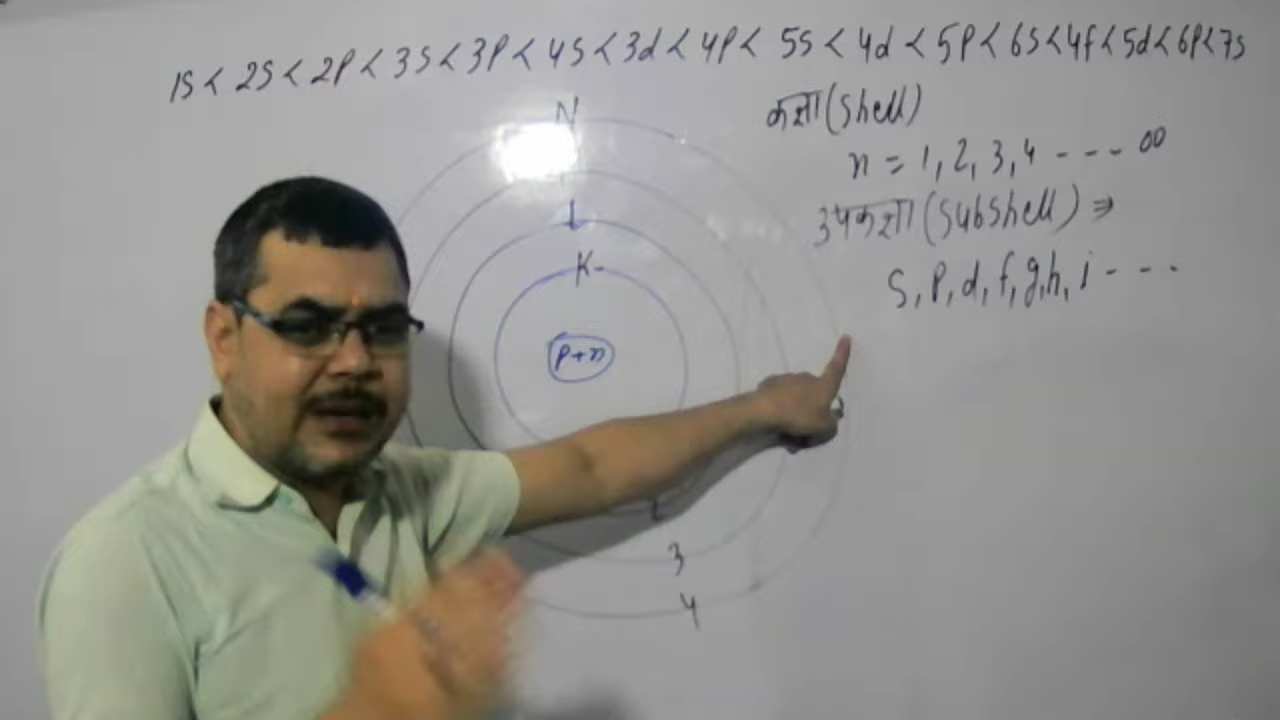 1s < 2s < 2p < 3s < 3p < 4s < 3d < 4p < 5s < 4d < 5p < 6s < 4f < 5d < 6p < 7s
कक्षा (shell)
n = 1, 2, 3, 4 - - - - ∞
उपकक्षा (subshell) ⇒
s, p, d, f, g, h, i - - - -
N
L
K-
p+n
3
4